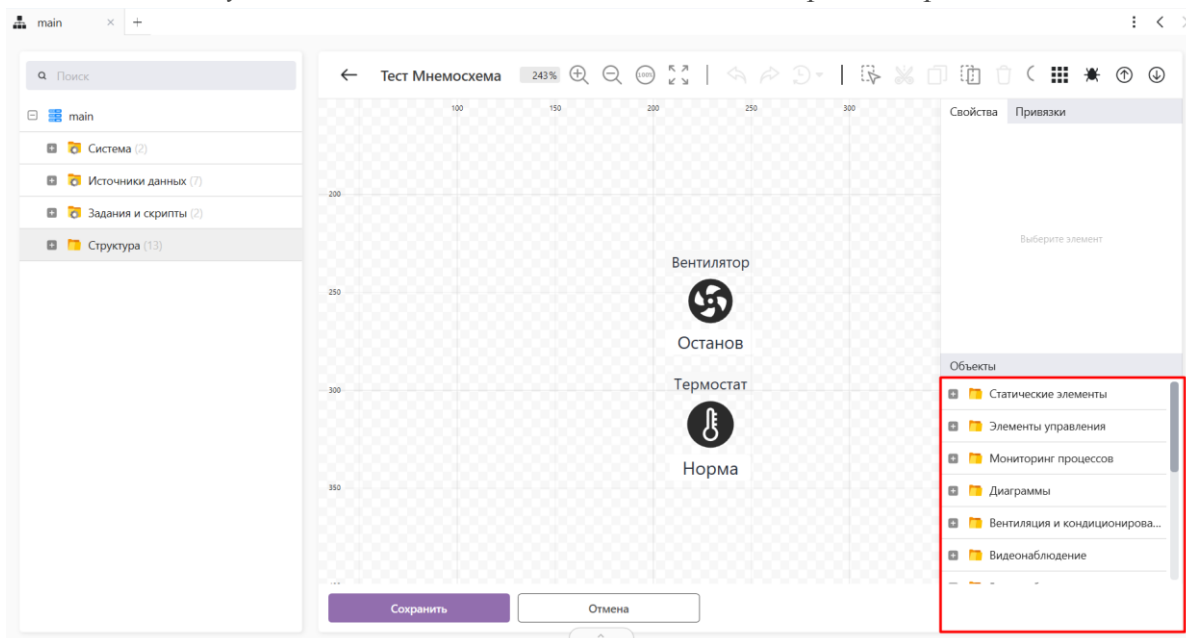 main × +
Поиск
main
Система (2)
Источники данных (7)
Задания и скрипты (2)
Структура (13)
Тест Мнемосхема 243% 100%
100 150 200 250 300
200
250
300
350
Вентилятор
Останов
Термостат
Норма
Свойства Привязки
Выберите элемент
Объекты
Статические элементы
Элементы управления
Мониторинг процессов
Диаграммы
Вентиляция и кондициониров...
Видеонаблюдение
Сохранить Отмена